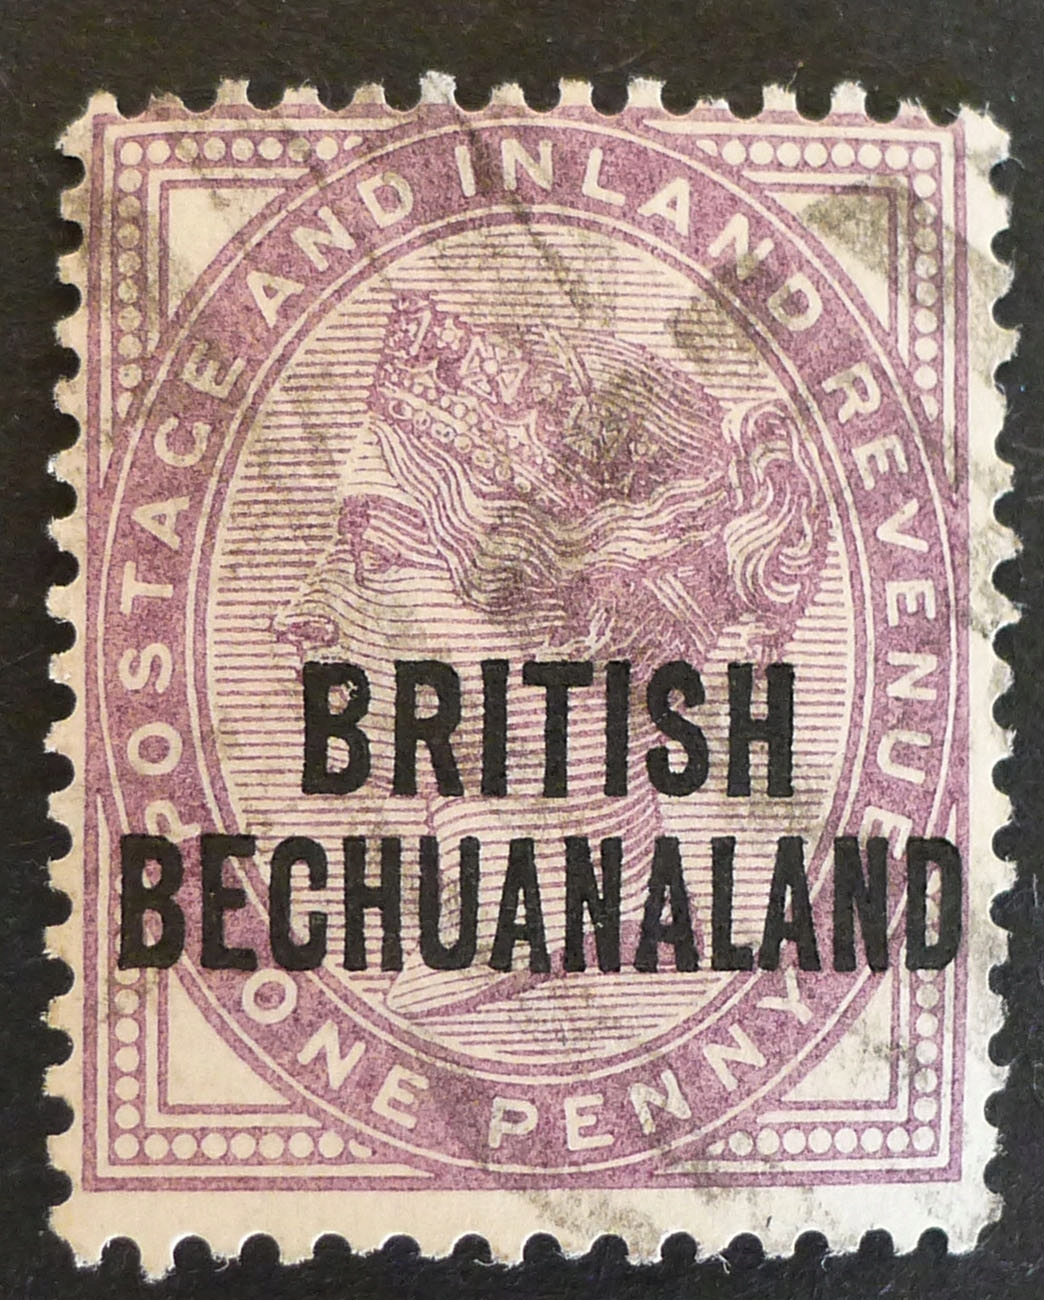 POSTAGE AND INLAND REVENUE
BRITISH
BECHUANALAND
ONE PENNY